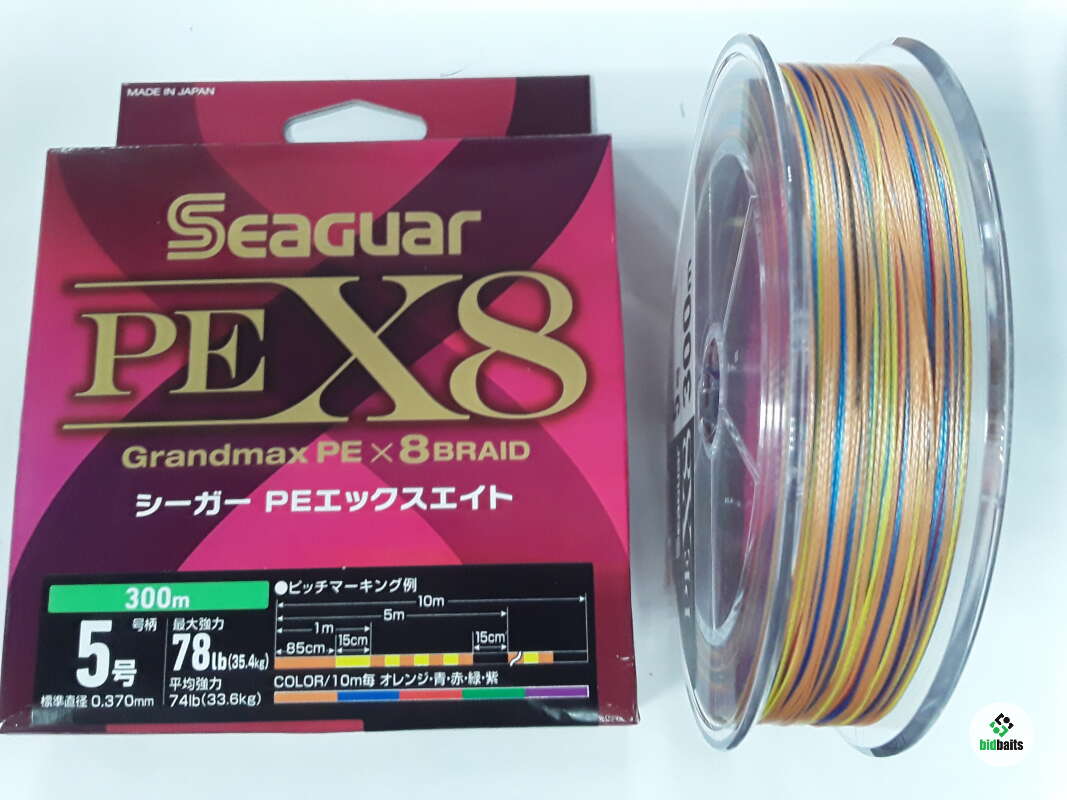 MADE IN JAPAN
Seaguar
PEX8
Grandmax PE×8BRAID
シーガー PEエックスエイト
300m
5号
号柄
標準直径 0.370mm
最大強力
78lb(35.4kg)
平均強力
74lb(33.6kg)
●ピッチマーキング例
10m
5m
1m
85cm
15cm
15cm
COLOR/10m毎 オレンジ・青・赤・緑・紫
300m
bidbaits